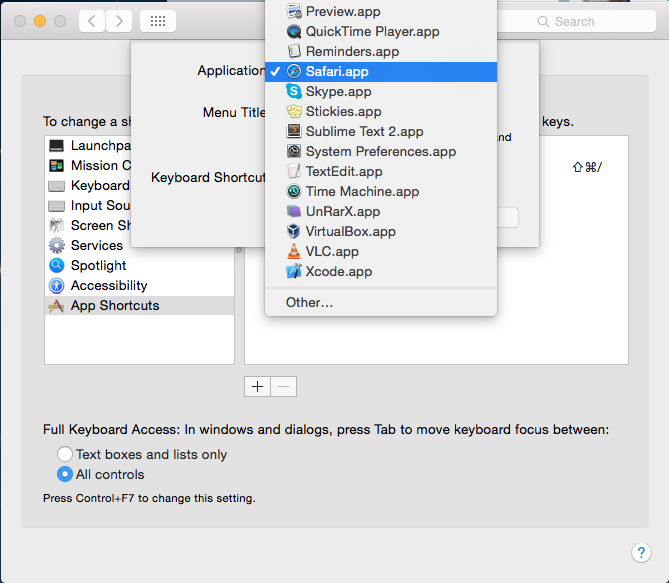 Search
Preview.app
QuickTime Player.app
Reminders.app
Application
✓ Safari.app
Skype.app
Menu Title
Stickies.app
To change a sh
keys.
Sublime Text 2.app
and
Launchpa
System Preferences.app
Mission C
TextEdit.app
⇧⌘/
Keyboard
Keyboard Shortcut
Time Machine.app
Input Sou
UnRarX.app
Screen Sh
VirtualBox.app
Services
VLC.app
Spotlight
Xcode.app
Accessibility
App Shortcuts
Other...
+ −
Full Keyboard Access: In windows and dialogs, press Tab to move keyboard focus between:
Text boxes and lists only
All controls
Press Control+F7 to change this setting.
?